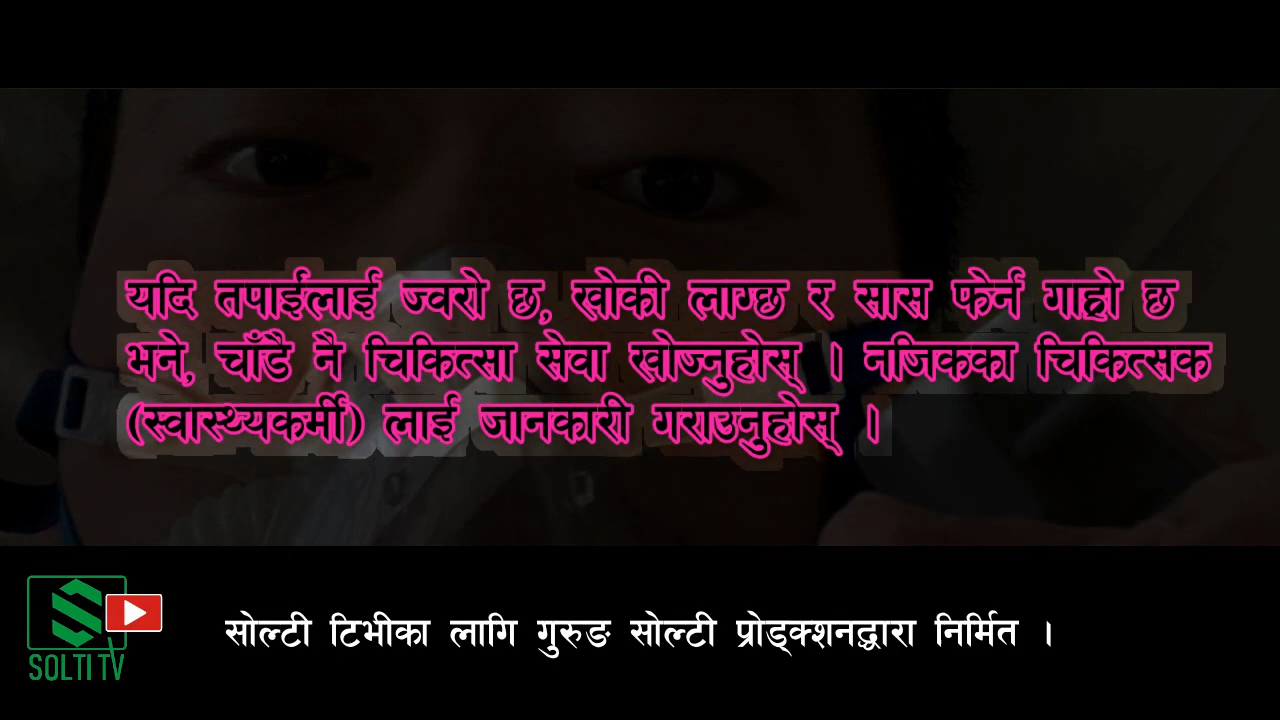 यदि तपाईंलाई ज्वरो छ, खोकी लाग्छ र सास फेर्न गाह्रो छ
भने, चाँडै नै चिकित्सा सेवा खोज्नुहोस् । नजिकका चिकित्सक
(स्वास्थ्यकर्मी) लाई जानकारी गराउनुहोस् ।
सोल्टी टिभीका लागि गुरुङ सोल्टी प्रोड्क्शनद्वारा निर्मित ।
SOLTI TV